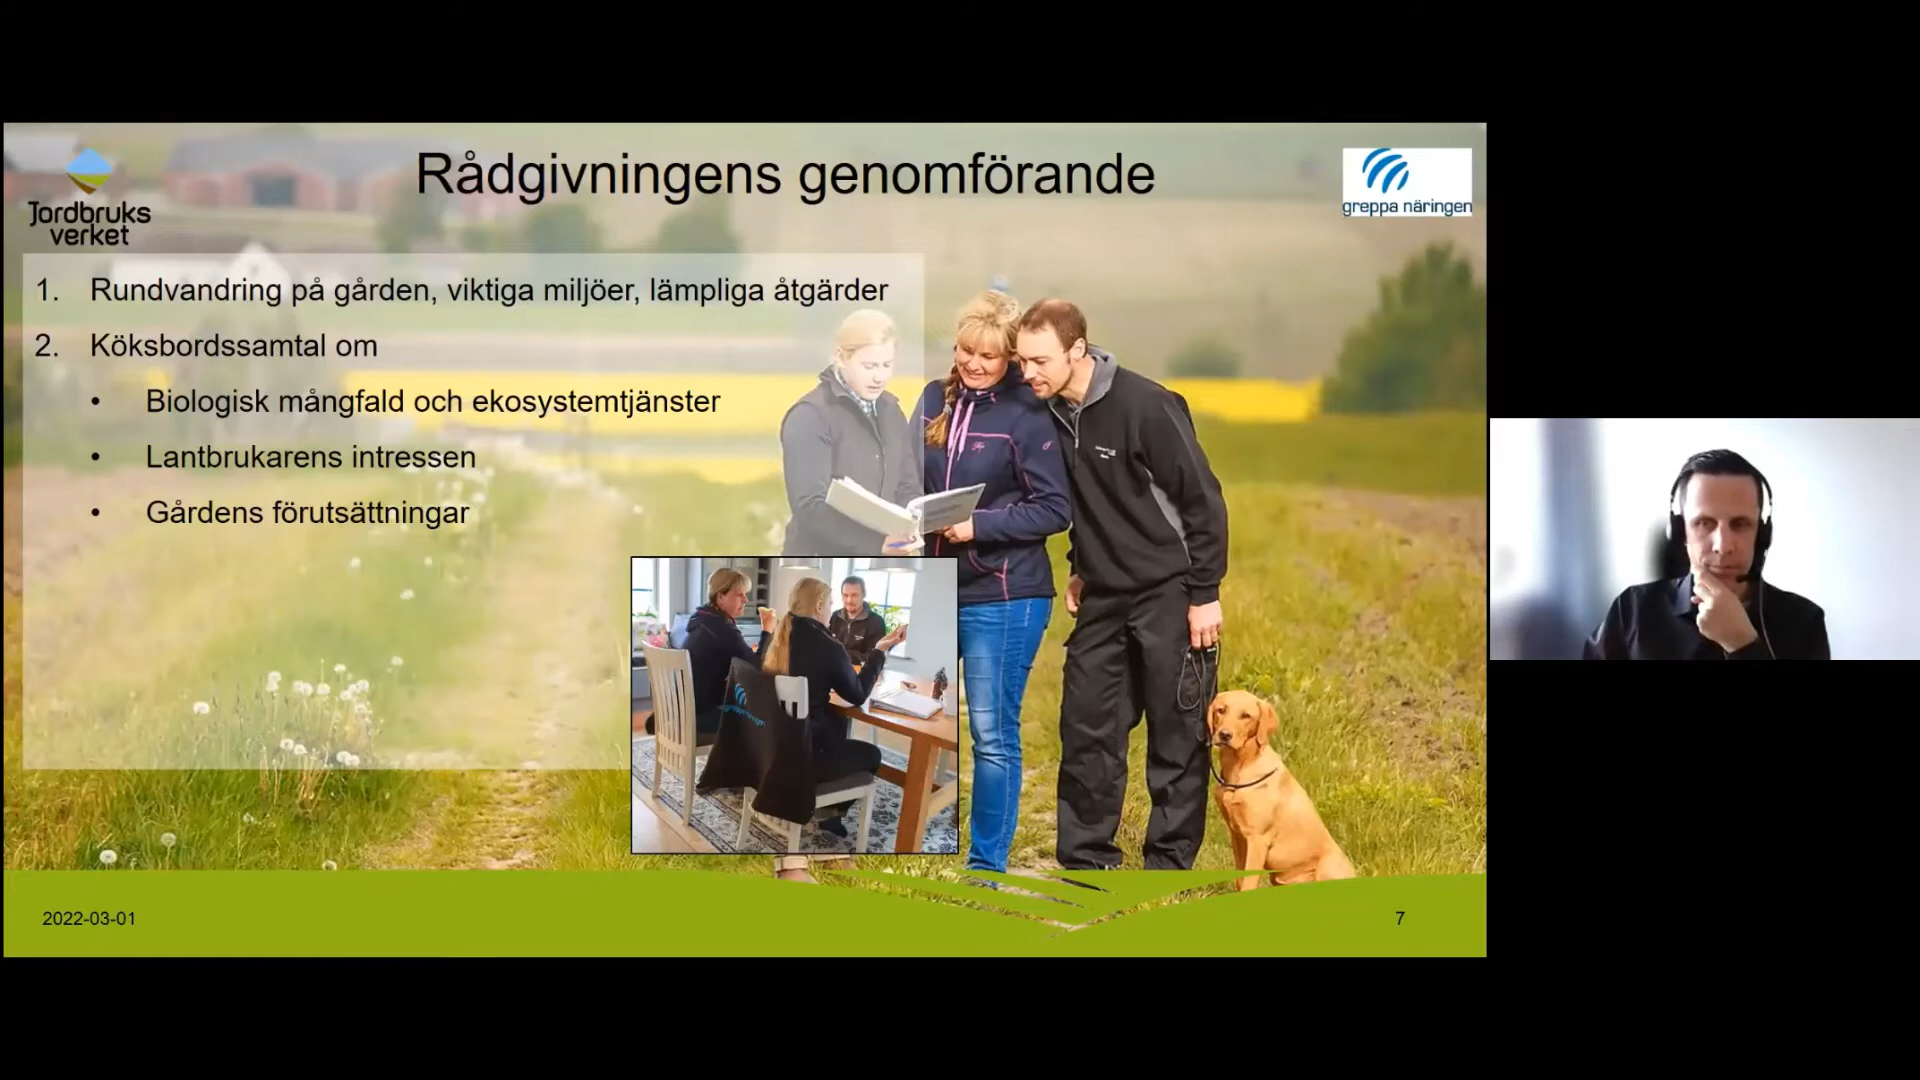 Rådgivningens genomförande
Jordbruks
verket
greppa näringen
1. Rundvandring på gården, viktiga miljöer, lämpliga åtgärder
2. Köksbordssamtal om
• Biologisk mångfald och ekosystemtjänster
• Lantbrukarens intressen
• Gårdens förutsättningar
2022-03-01
7